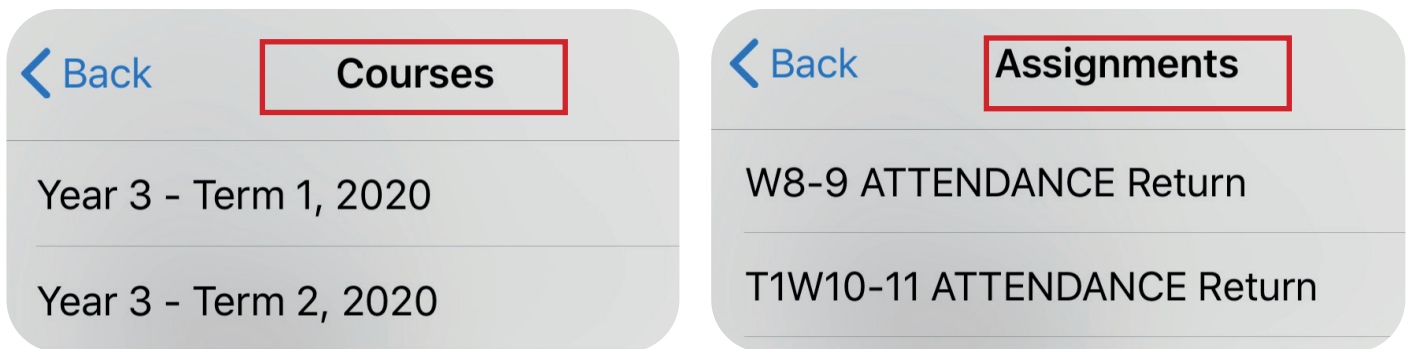 Back
Courses
Year 3 - Term 1, 2020
Year 3 - Term 2, 2020
Back
Assignments
W8-9 ATTENDANCE Return
T1W10-11 ATTENDANCE Return